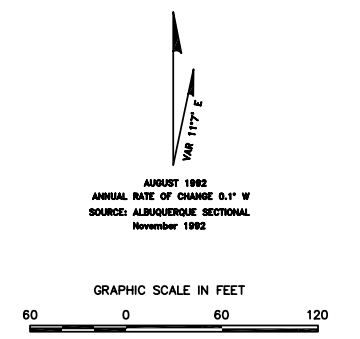 VAR 11°7' E
AUGUST 1992
ANNUAL RATE OF CHANGE 0.1° W
SOURCE: ALBUQUERQUE SECTIONAL
November 1992
GRAPHIC SCALE IN FEET
60 0 60 120